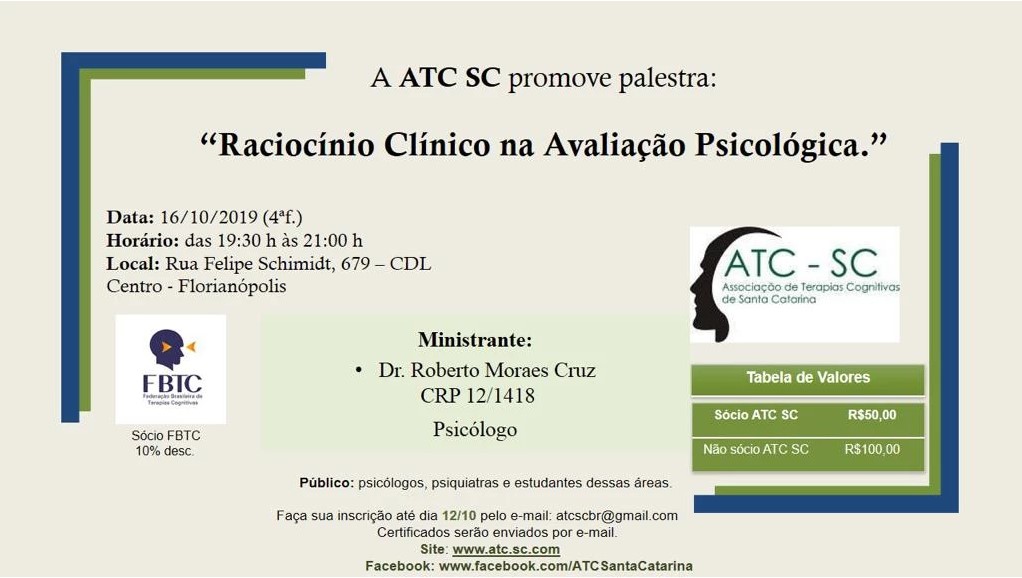 A ATC SC promove palestra:
“Raciocínio Clínico na Avaliação Psicológica.”
Data: 16/10/2019 (4ªf.)
Horário: das 19:30 h às 21:00 h
Local: Rua Felipe Schimidt, 679 – CDL
Centro - Florianópolis
ATC - SC
Associação de Terapias Cognitivas
de Santa Catarina
FBTC
Federação Brasileira de
Terapias Cognitivas
Sócio FBTC
10% desc.
Ministrante:
• Dr. Roberto Moraes Cruz
CRP 12/1418
Psicólogo
Tabela de Valores
Sócio ATC SC R$50,00
Não sócio ATC SC R$100,00
Público: psicólogos, psiquiatras e estudantes dessas áreas.
Faça sua inscrição até dia 12/10 pelo e-mail: atcscbr@gmail.com
Certificados serão enviados por e-mail.
Site: www.atc.sc.com
Facebook: www.facebook.com/ATCSantaCatarina